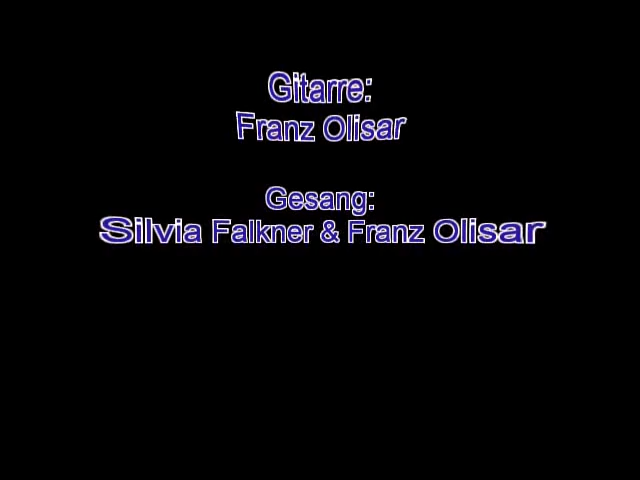 Gitarre:
Franz Olisar
Gesang:
Silvia Falkner & Franz Olisar